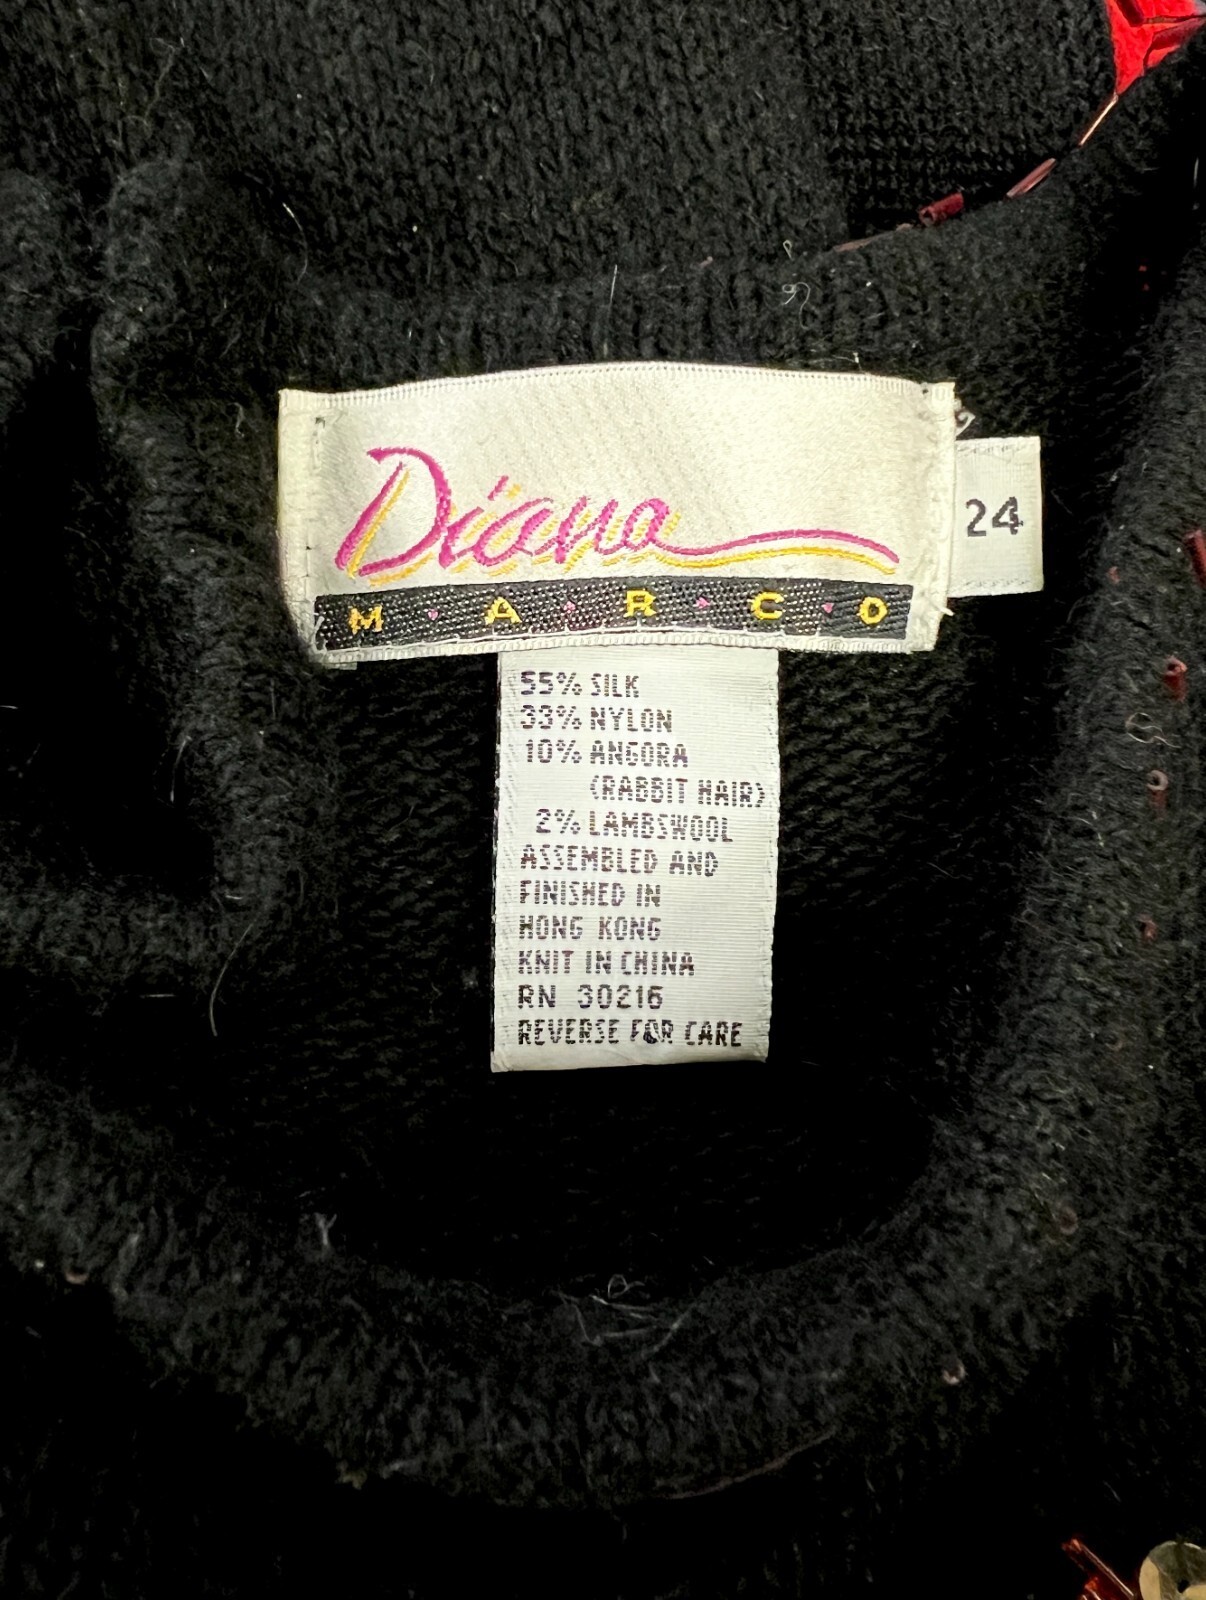 Diana
M·A·R·C·O
24
55% SILK
33% NYLON
10% ANGORA
(RABBIT HAIR)
2% LAMBSWOOL
ASSEMBLED AND
FINISHED IN
HONG KONG
KNIT IN CHINA
RN 30216
REVERSE FOR CARE